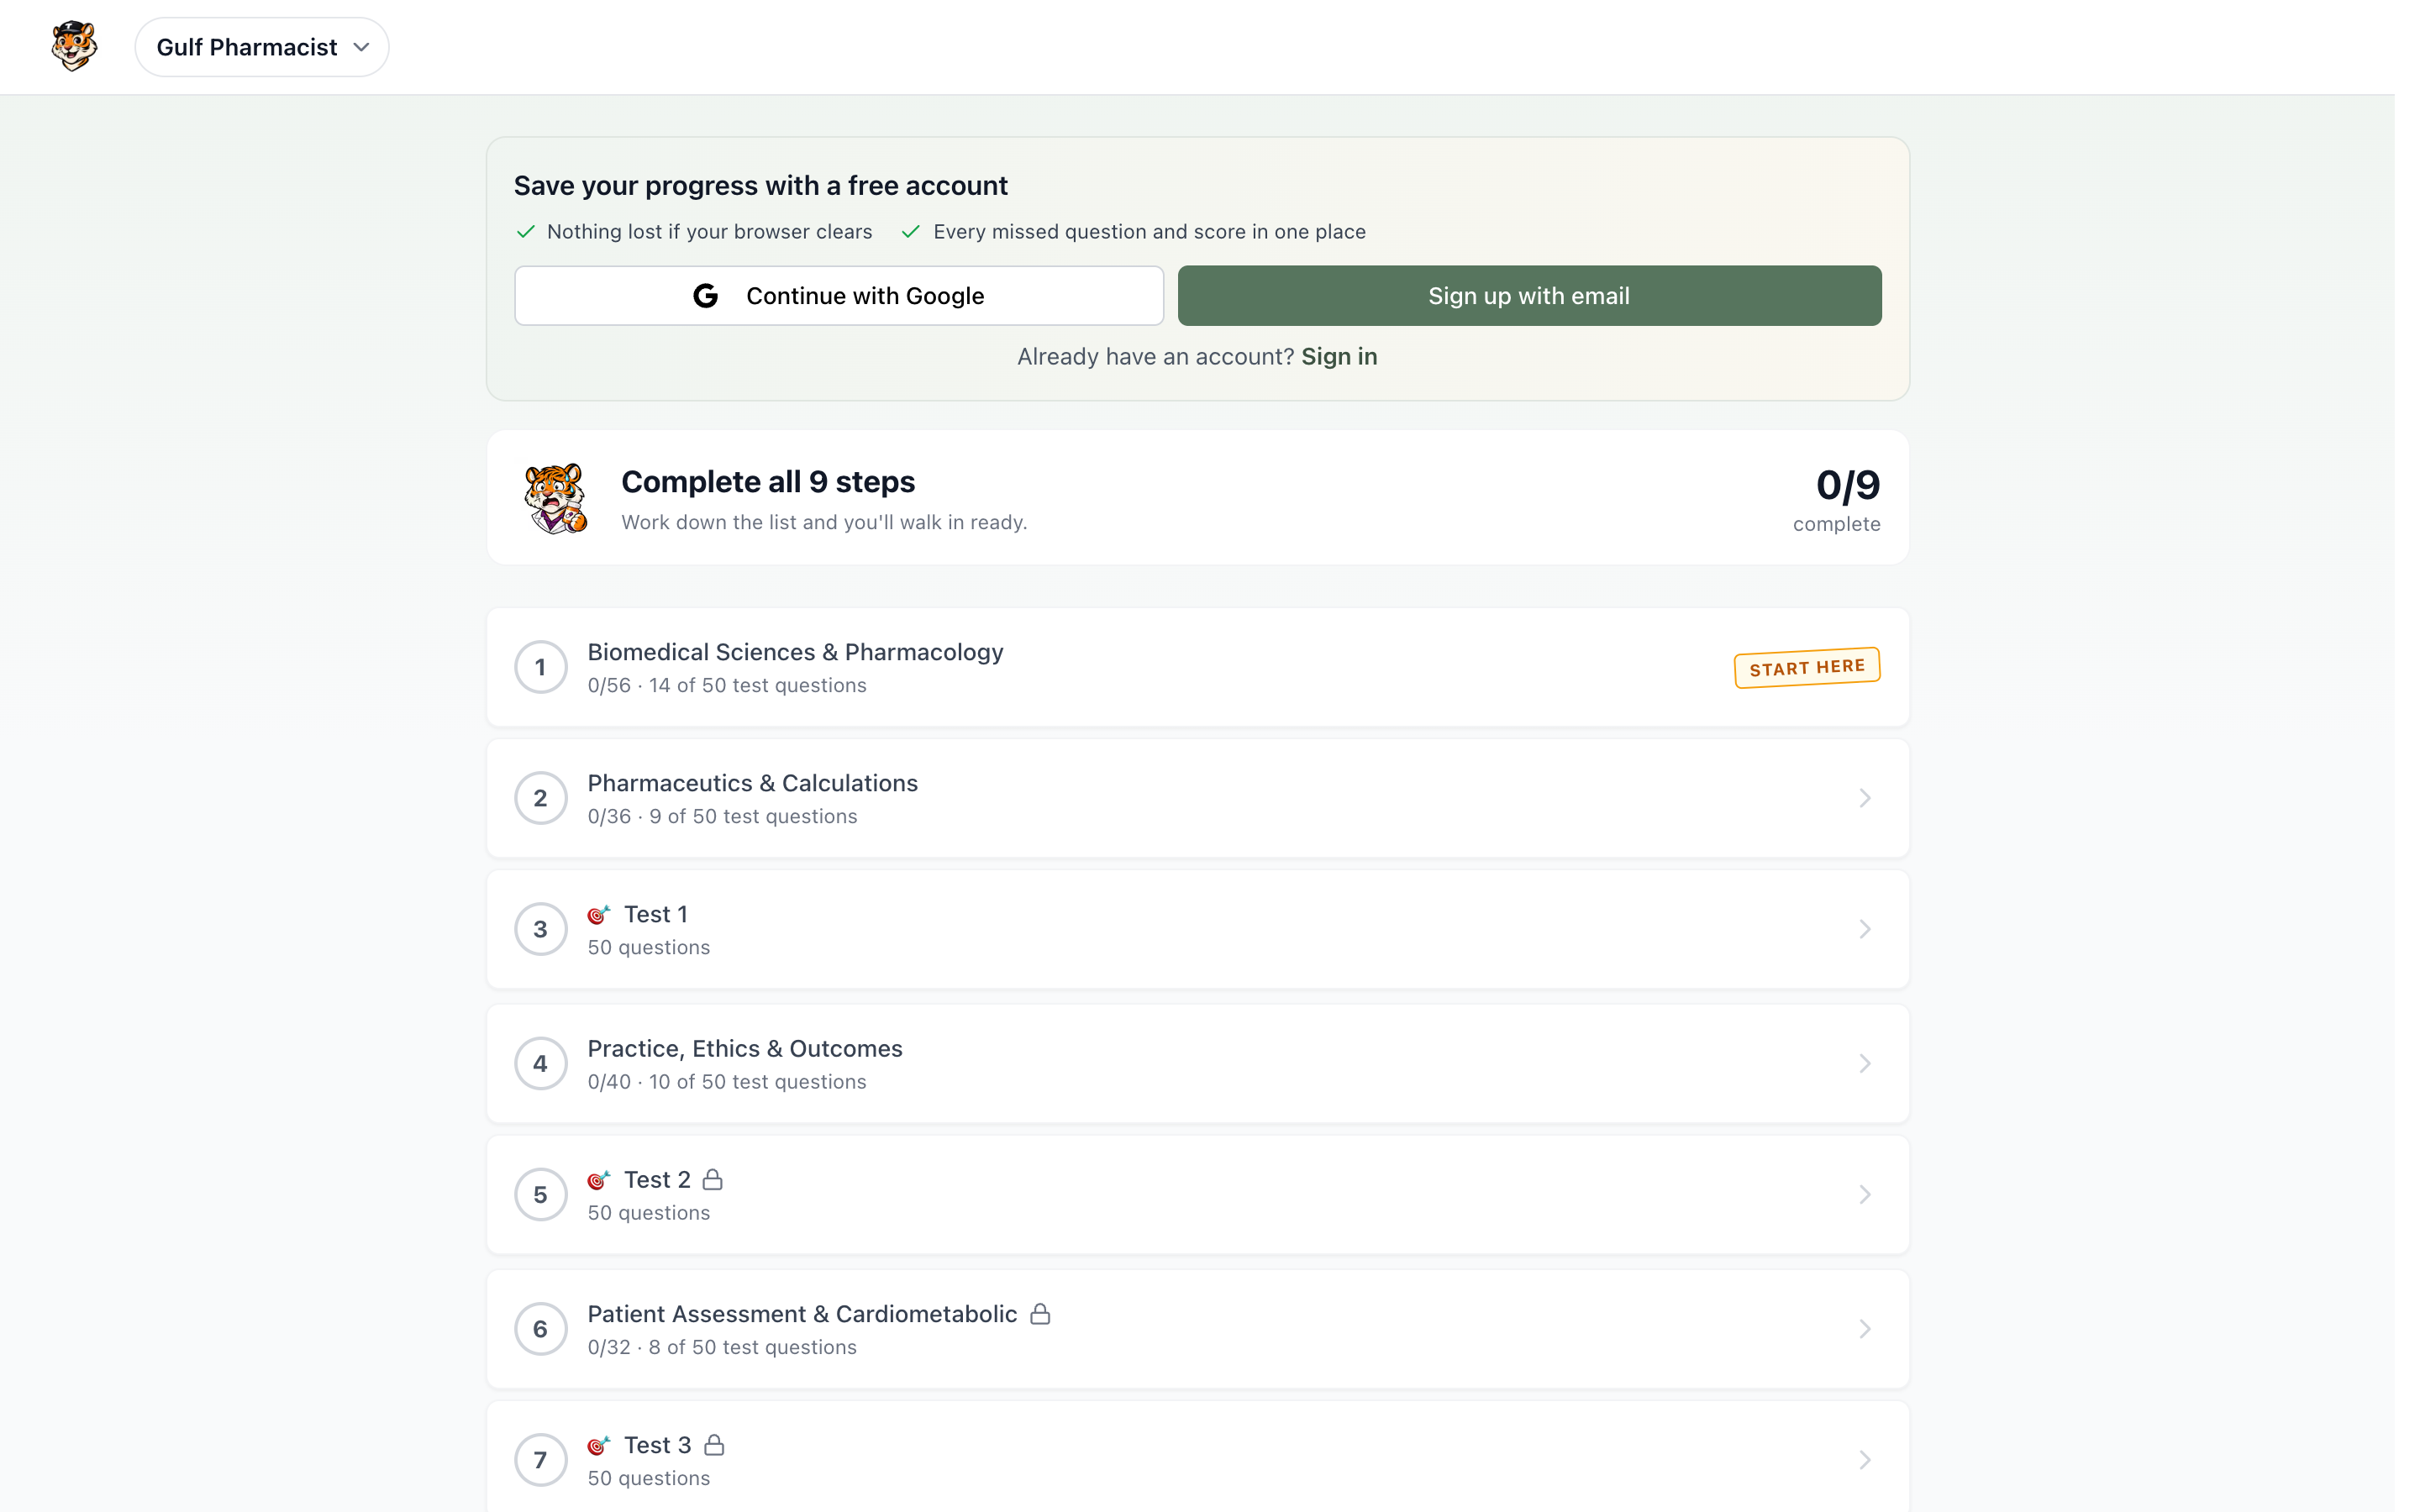 Gulf Pharmacist
Save your progress with a free account
Nothing lost if your browser clears Every missed question and score in one place
Continue with Google Sign up with email
Already have an account? Sign in
Complete all 9 steps
Work down the list and you'll walk in ready.
0/9
complete
1
Biomedical Sciences & Pharmacology
0/56 · 14 of 50 test questions
START HERE
2
Pharmaceutics & Calculations
0/36 · 9 of 50 test questions
3
Test 1
50 questions
4
Practice, Ethics & Outcomes
0/40 · 10 of 50 test questions
5
Test 2
50 questions
6
Patient Assessment & Cardiometabolic
0/32 · 8 of 50 test questions
7
Test 3
50 questions